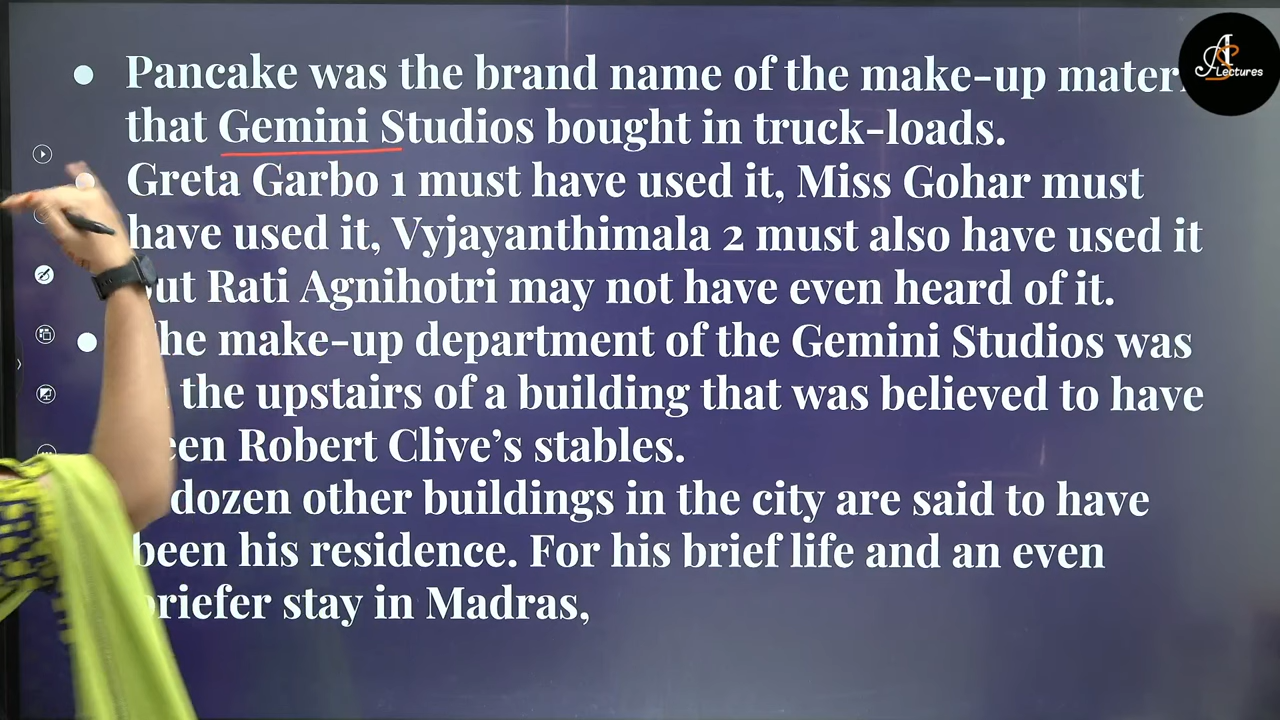 Pancake was the brand name of the make-up mater
that Gemini Studios bought in truck-loads.
Greta Garbo 1 must have used it, Miss Gohar must
have used it, Vyjayanthimala 2 must also have used it
but Rati Agnihotri may not have even heard of it.
The make-up department of the Gemini Studios was
the upstairs of a building that was believed to have
been Robert Clive's stables.
dozen other buildings in the city are said to have
been his residence. For his brief life and an even
briefer stay in Madras,
Lectures